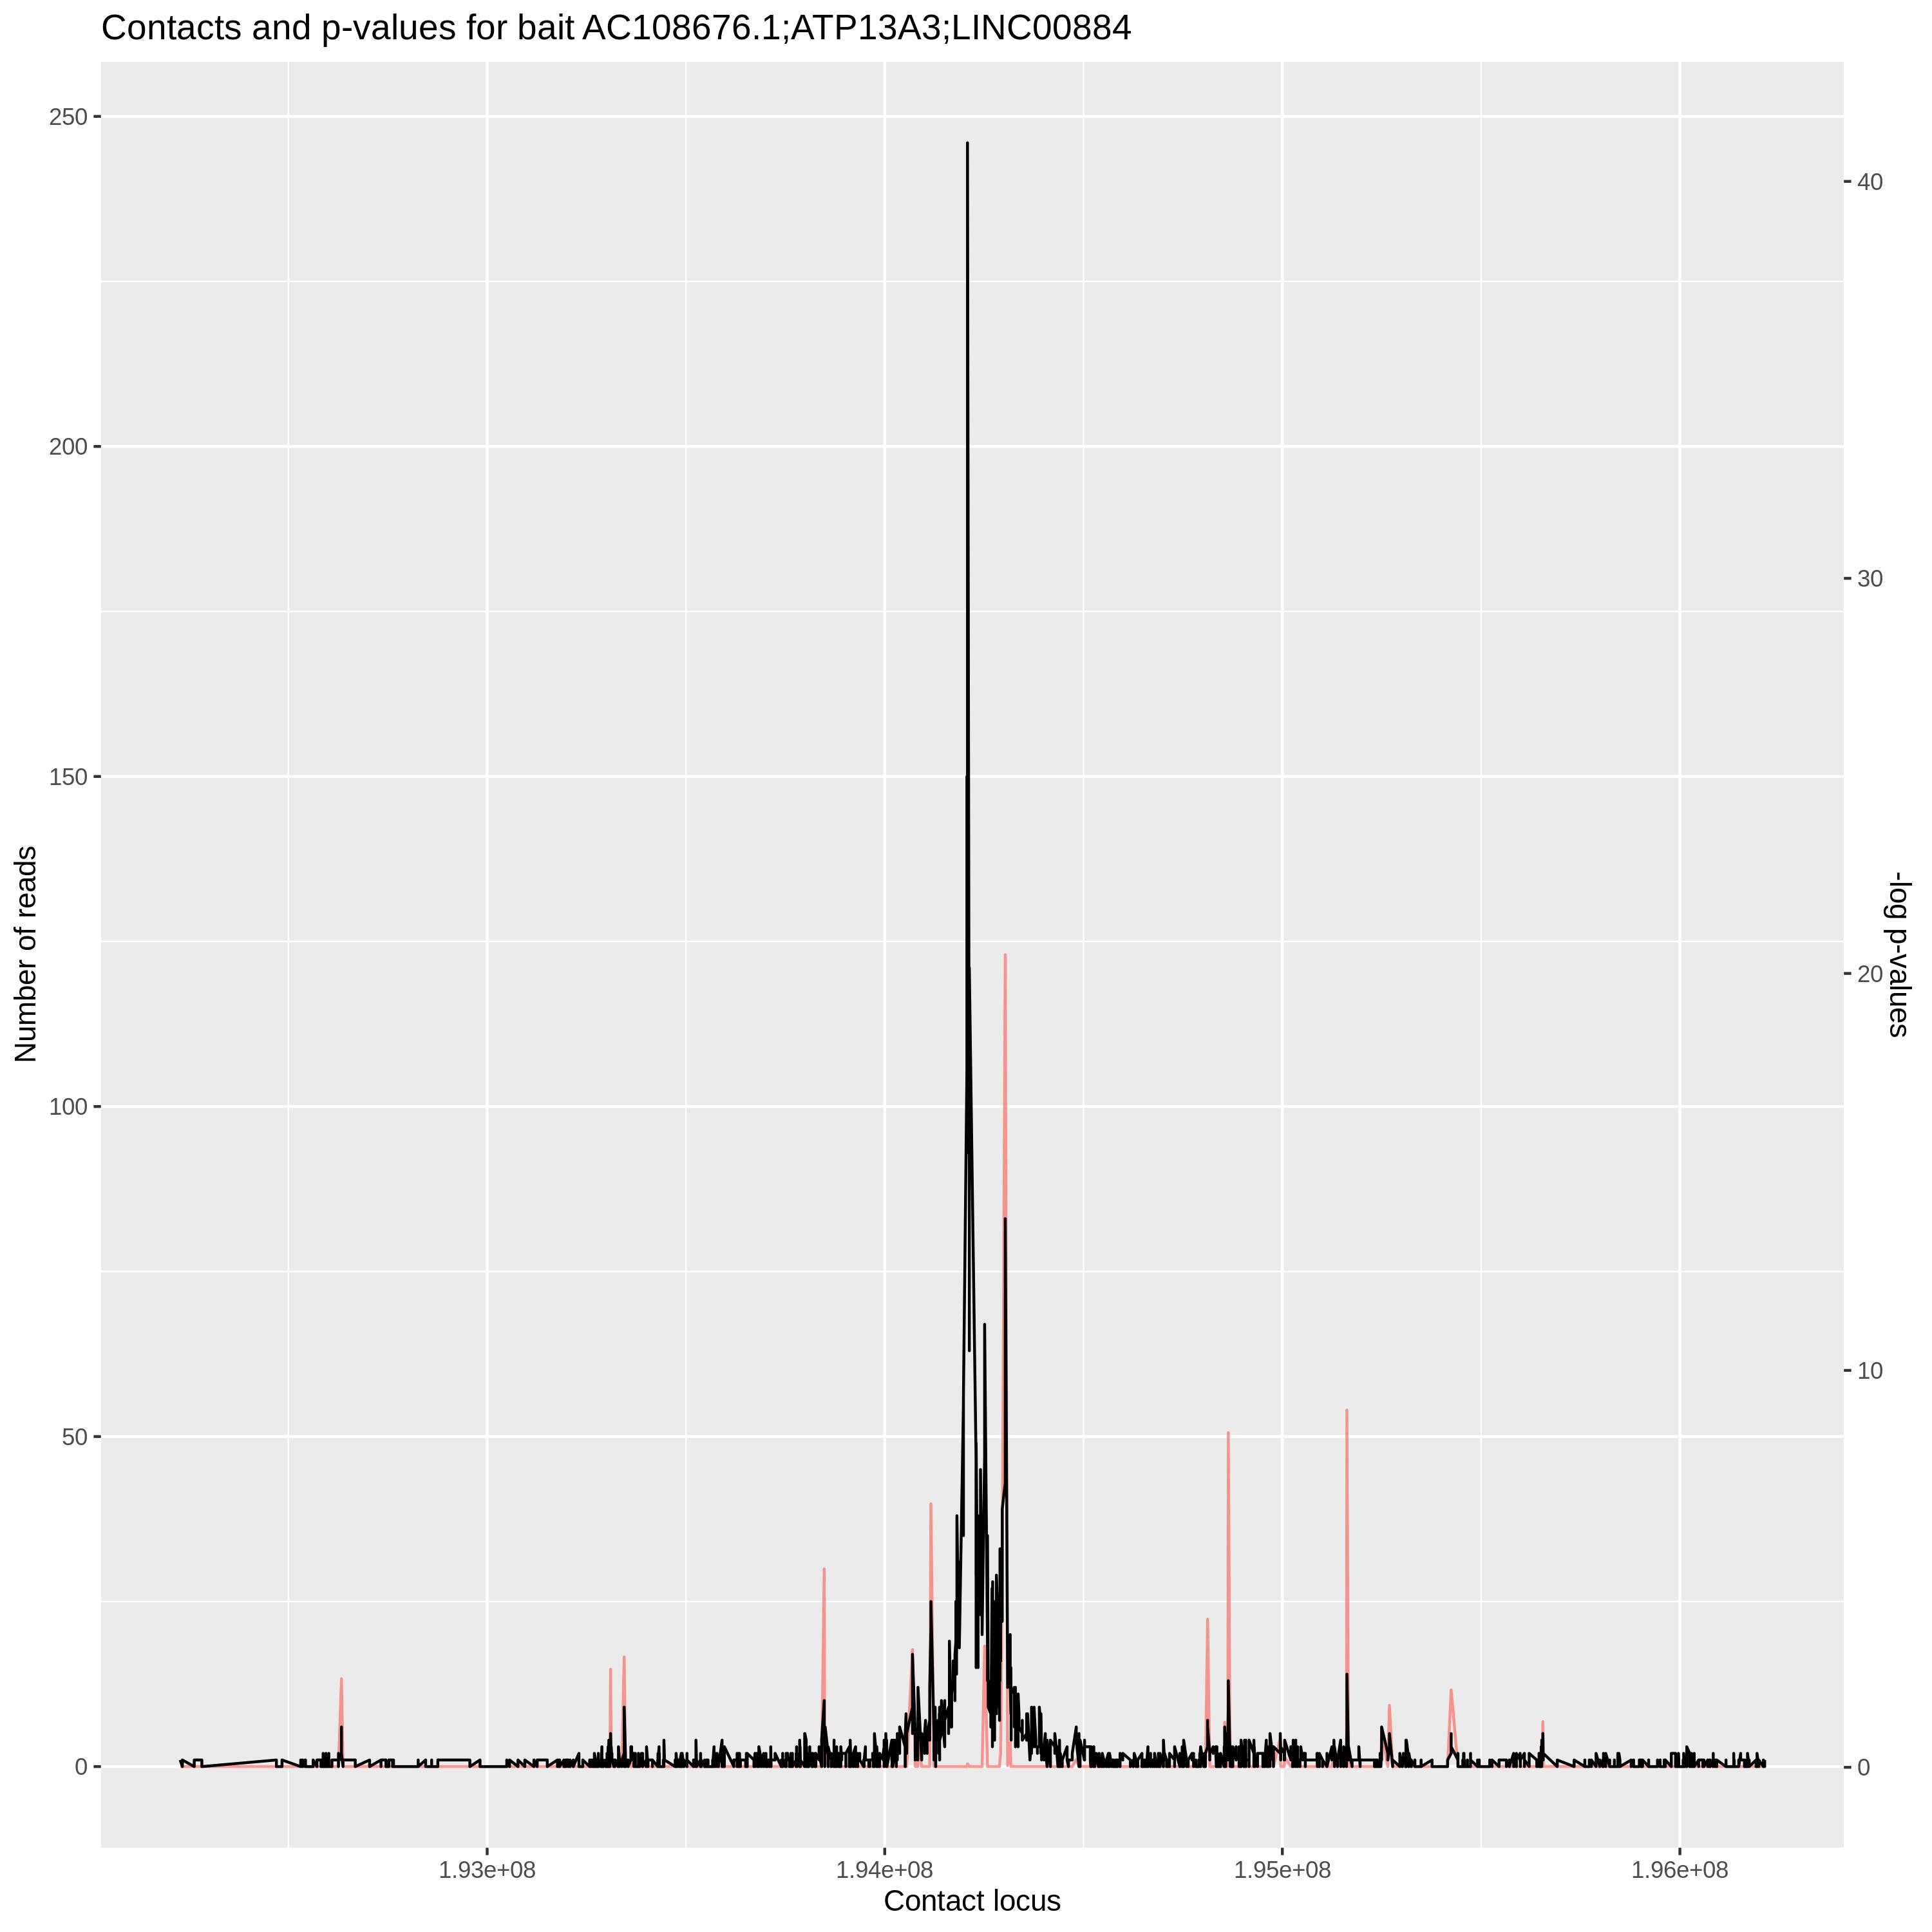 Contacts and p-values for bait AC108676.1;ATP13A3;LINC00884
250
200
150
100
50
0
Number of reads
40
30
20
10
0
-log p-values
1.93e+08
1.94e+08
1.95e+08
1.96e+08
Contact locus